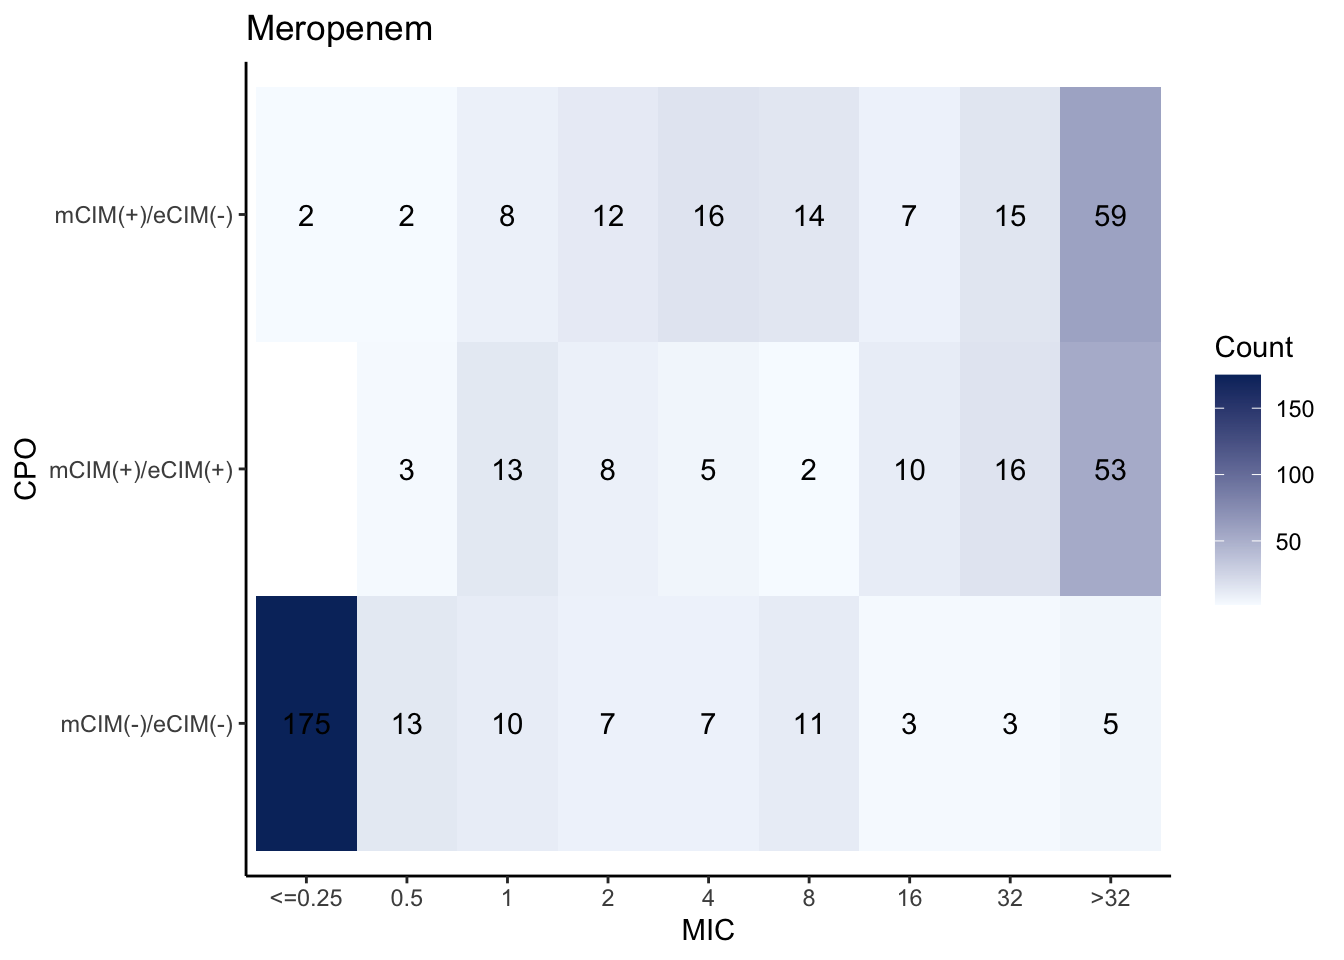 Meropenem
mCIM(+)/eCIM(-)
2 2 8 12 16 14 7 15 59
Count
150
100
50
CPO
mCIM(+)/eCIM(+)
3 13 8 5 2 10 16 53
mCIM(-)/eCIM(-)
175 13 10 7 7 11 3 3 5
<=0.25 0.5 1 2 4 8 16 32 >32
MIC